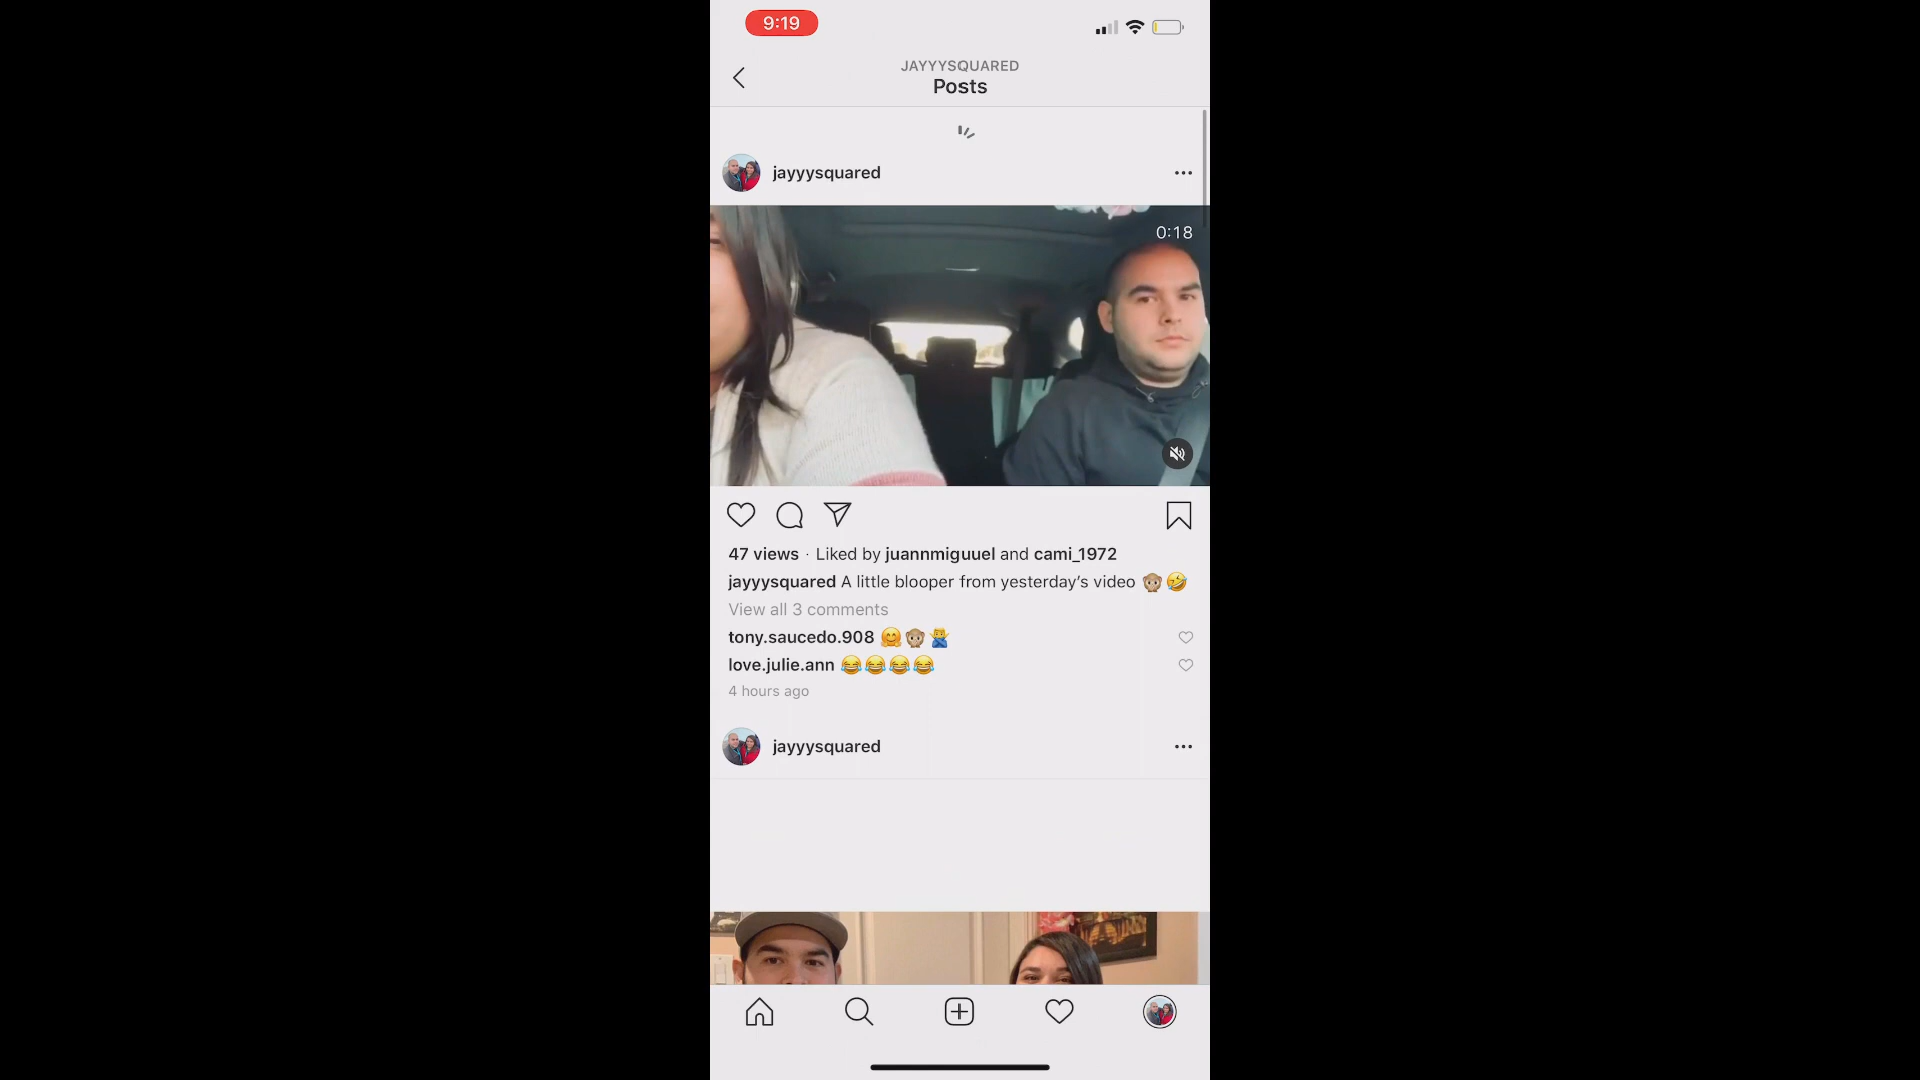 9:19
JAYYYSQUARED
Posts
jayyysquared
0:18
47 views · Liked by juannmiguuel and cami_1972
jayyysquared A little blooper from yesterday's video 🙊🤣
View all 3 comments
tony.saucedo.908 🤗🙊🙅‍♂️
love.julie.ann 😂😂😂😂
4 hours ago
jayyysquared